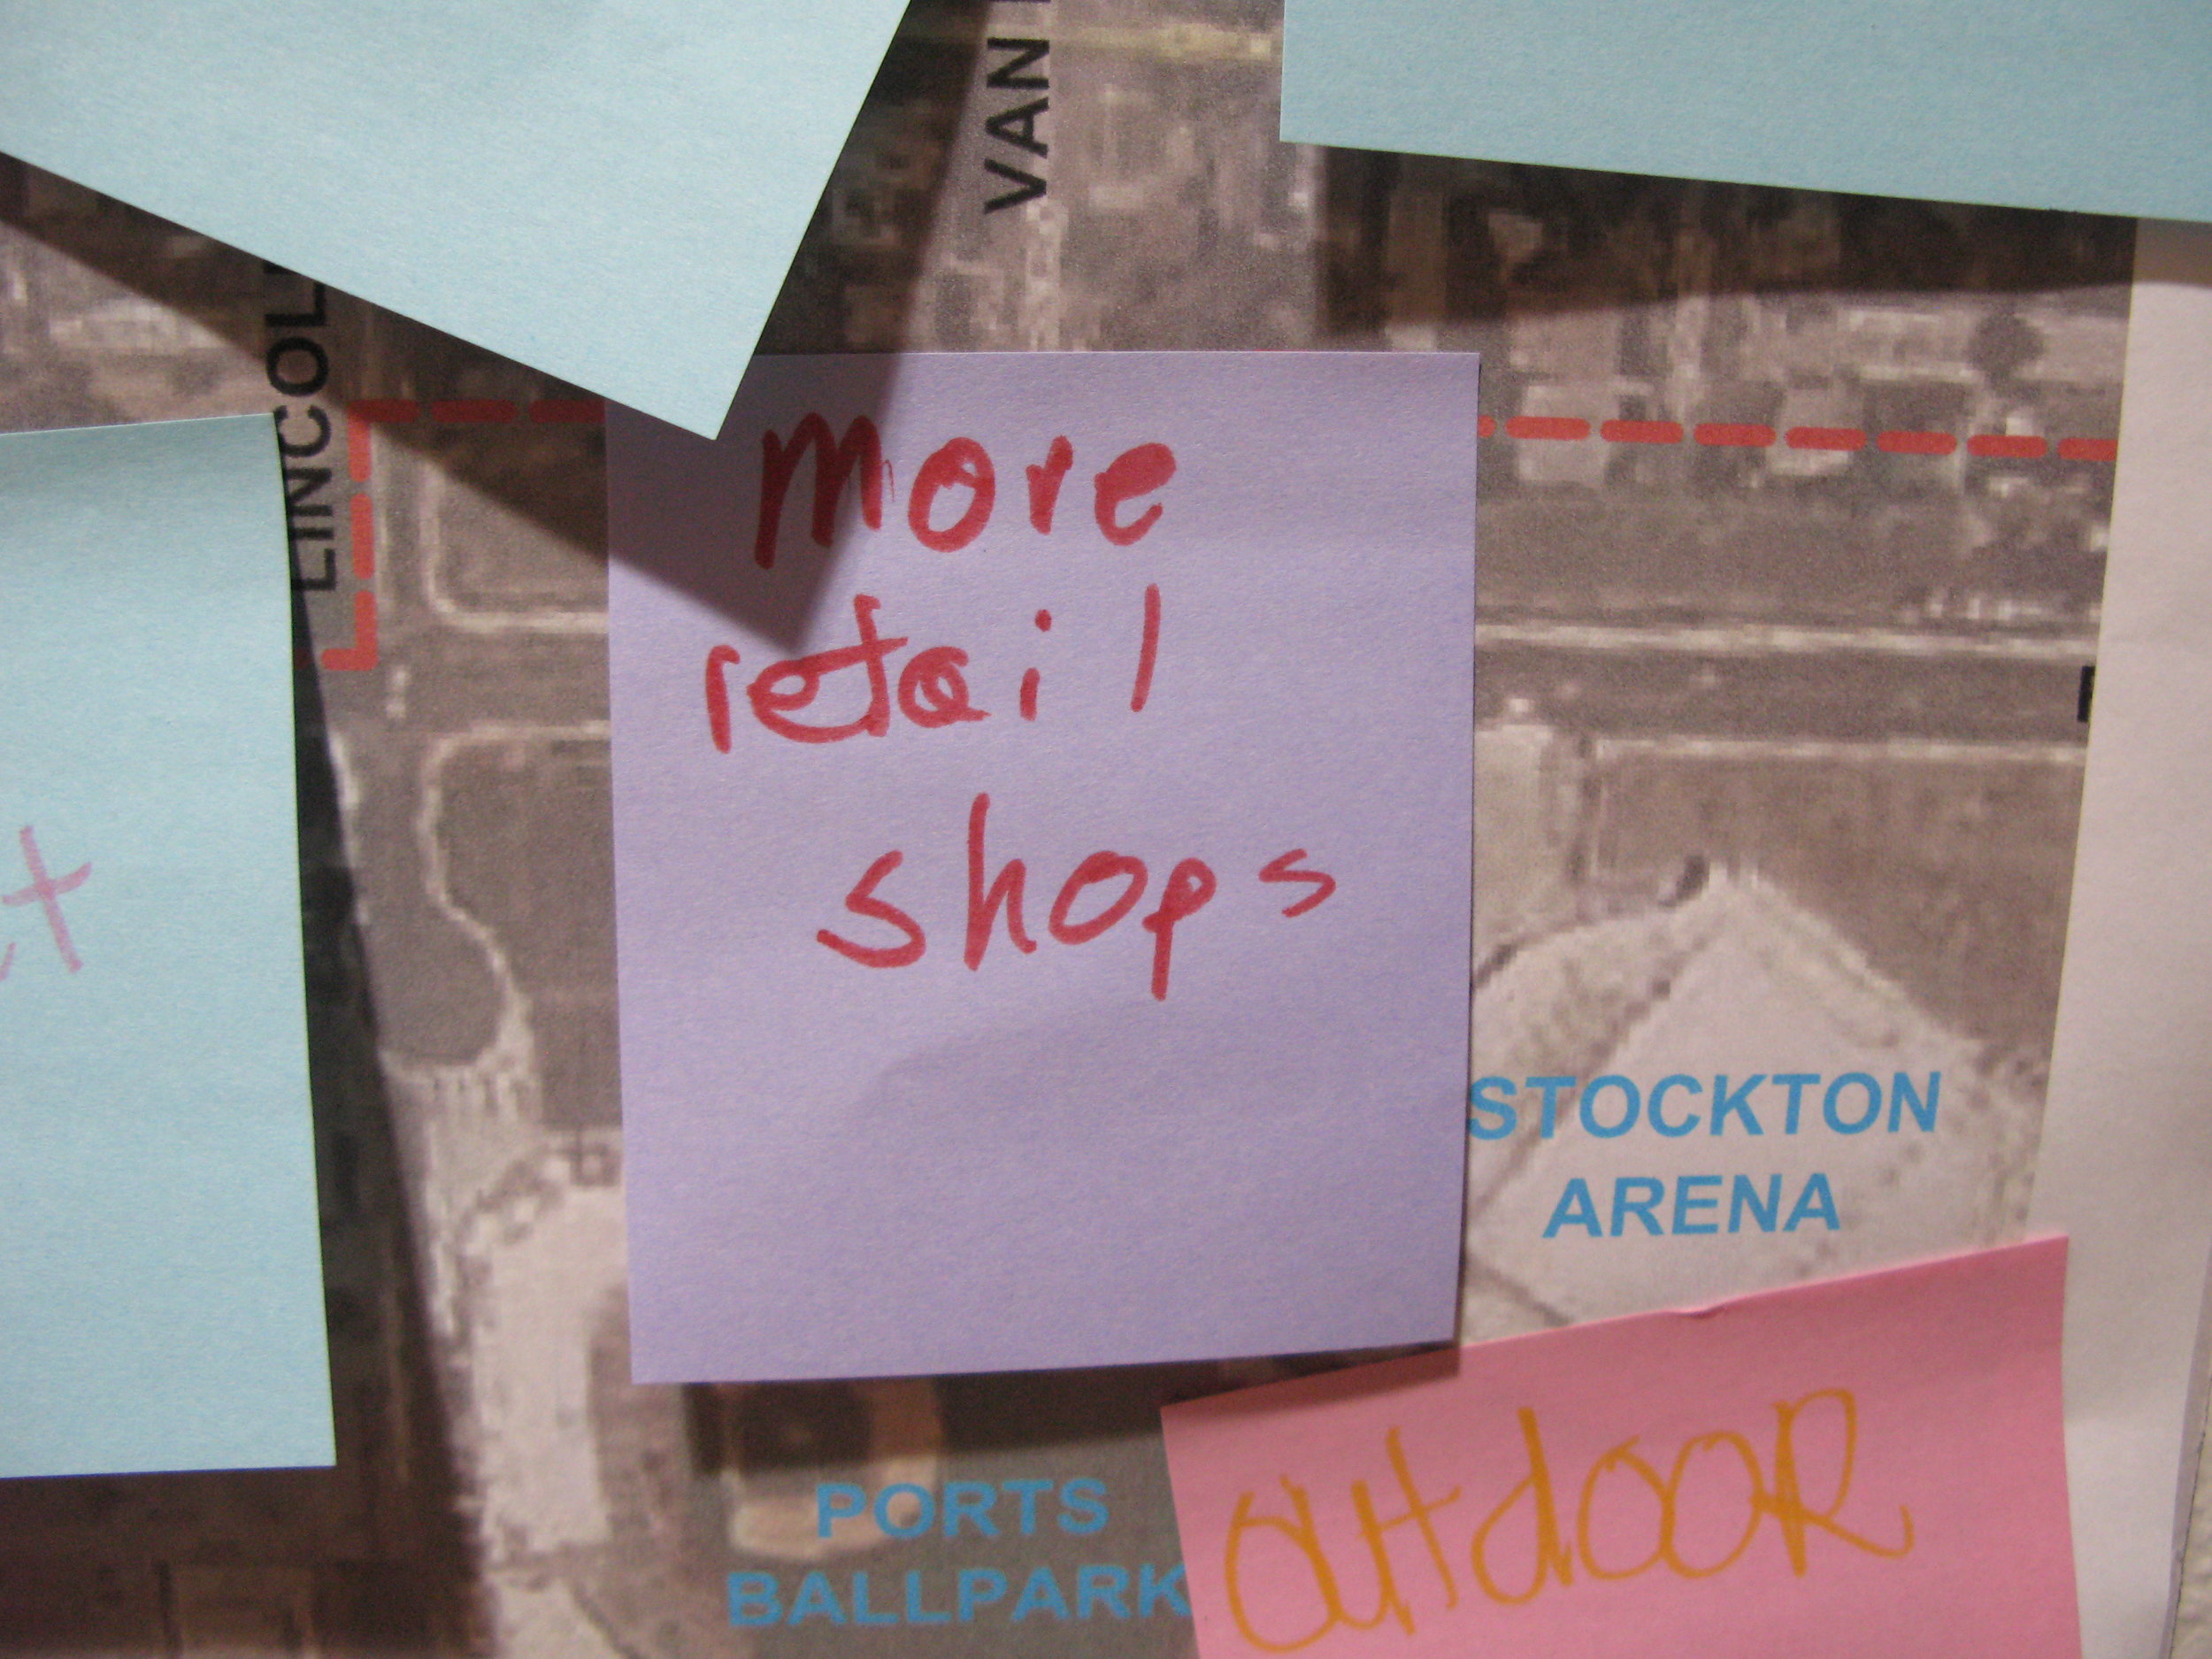 VAN
LINCOL
more
retail
shops
STOCKTON
ARENA
PORTS
BALLPARK
outdooR